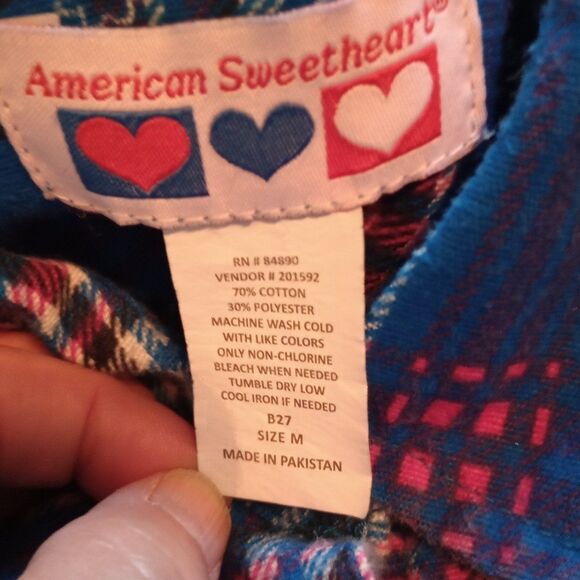 American Sweetheart®
RN # 84890
VENDOR # 201592
70% COTTON
30% POLYESTER
MACHINE WASH COLD
WITH LIKE COLORS
ONLY NON-CHLORINE
BLEACH WHEN NEEDED
TUMBLE DRY LOW
COOL IRON IF NEEDED
B27
SIZE M
MADE IN PAKISTAN